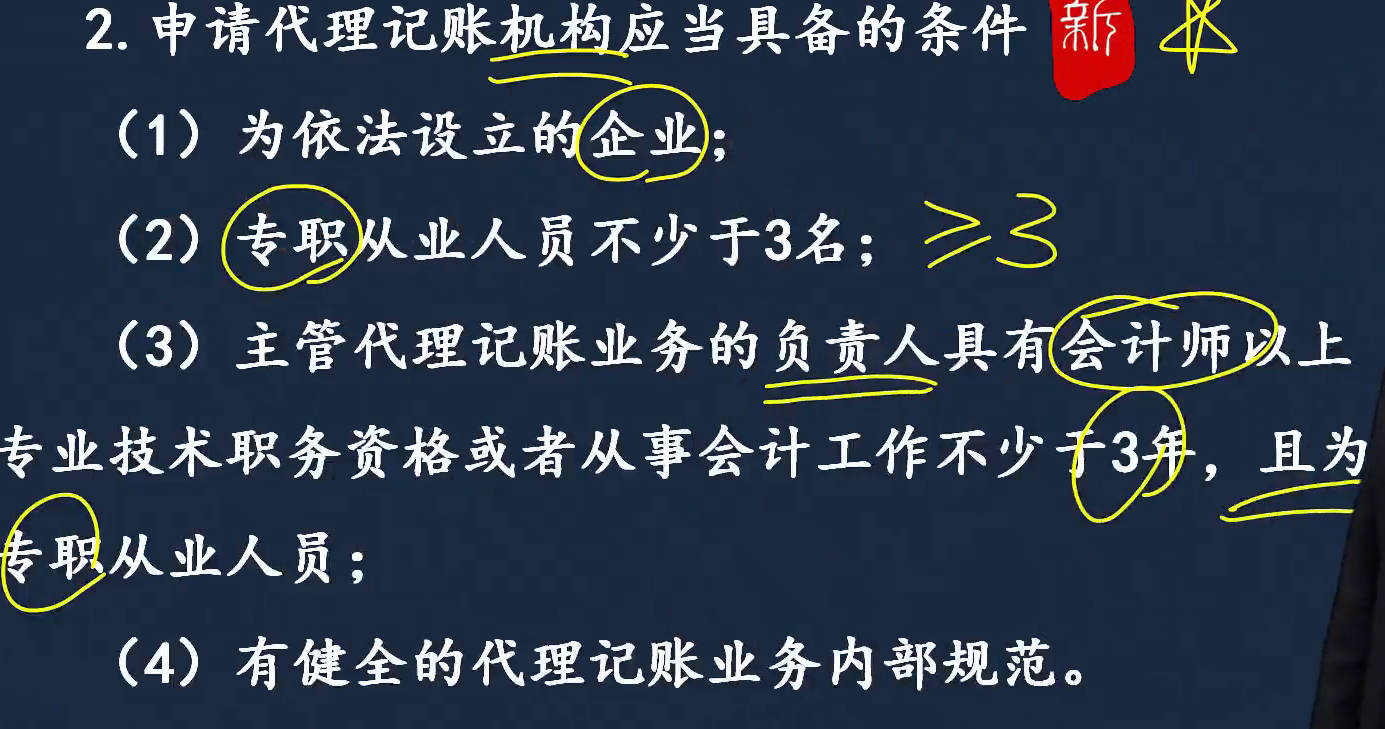 2.申请代理记账机构应当具备的条件 新
（1）为依法设立的企业；
（2）专职从业人员不少于3名； ≥3
（3）主管代理记账业务的负责人具有会计师以上
专业技术职务资格或者从事会计工作不少于3年，且为
专职从业人员；
（4）有健全的代理记账业务内部规范。